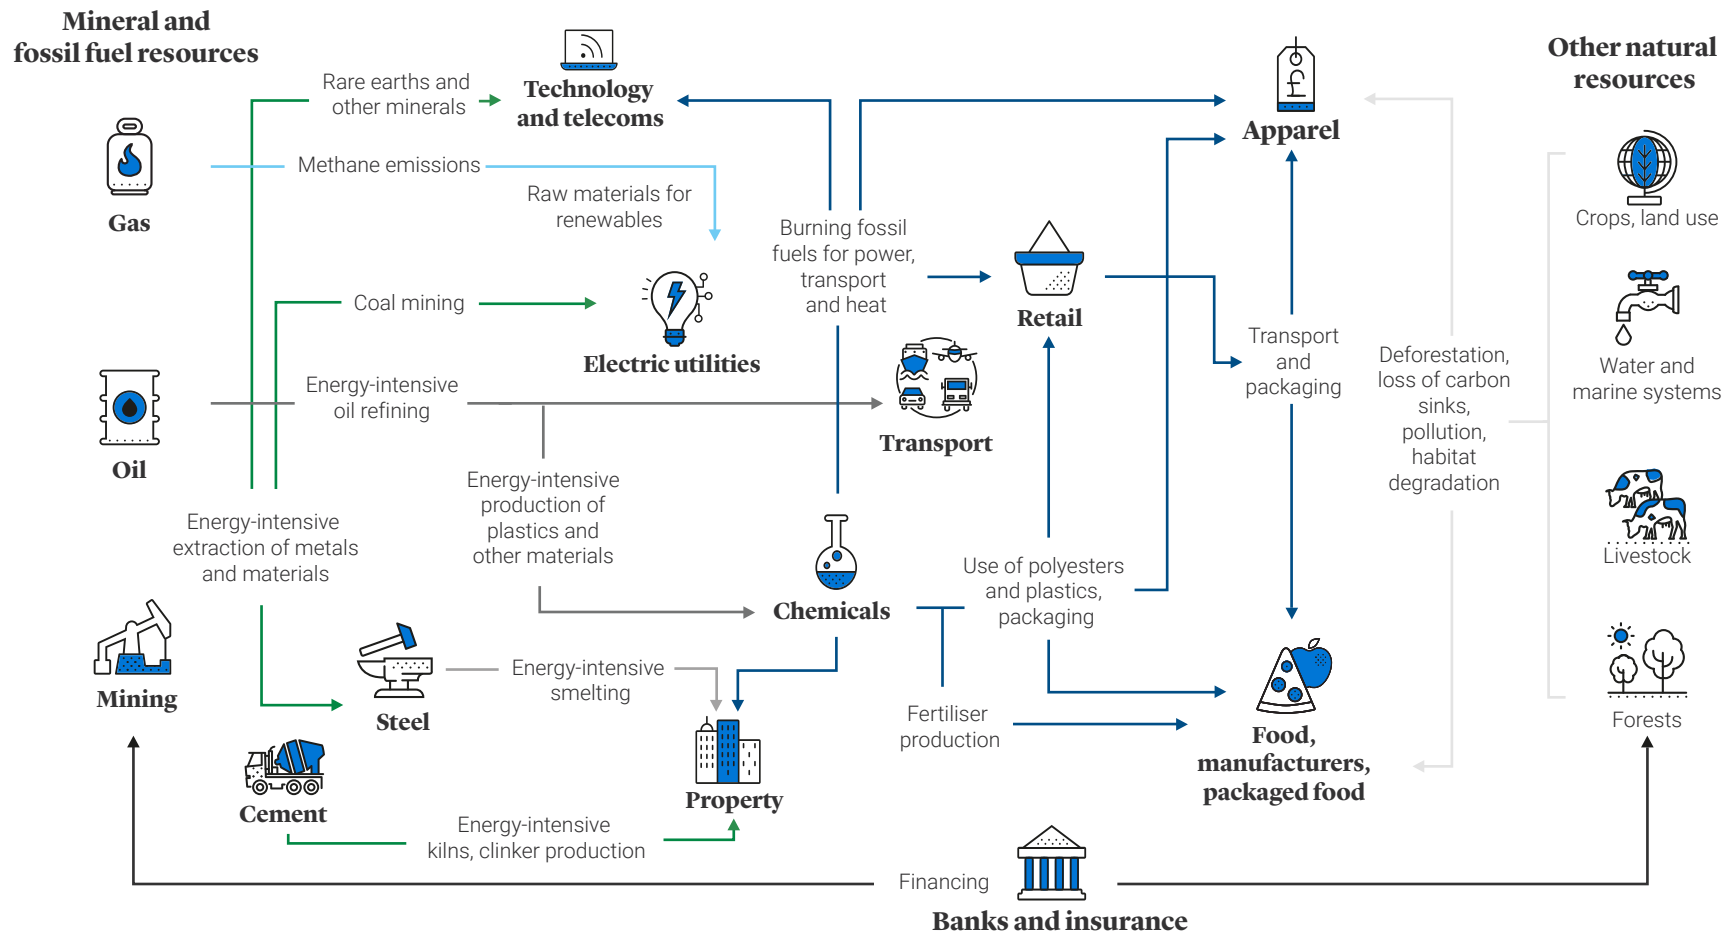 Mineral and
fossil fuel resources
Other natural
resources
Rare earths and
other minerals
Technology
and telecoms
£
Apparel
Gas
Methane emissions
Raw materials for
renewables
Burning fossil
fuels for power,
transport
and heat
Crops, land use
Coal mining
Electric utilities
Retail
Transport
and
packaging
Water and
marine systems
Oil
Energy-intensive
oil refining
Transport
Deforestation,
loss of carbon
sinks,
pollution,
habitat
degradation
Energy-intensive
production of
plastics and
other materials
Energy-intensive
extraction of metals
and materials
Livestock
Chemicals
Use of polyesters
and plastics,
packaging
Mining
Steel
Energy-intensive
smelting
Fertiliser
production
Food,
manufacturers,
packaged food
Forests
Cement
Property
Energy-intensive
kilns, clinker production
Financing
Banks and insurance